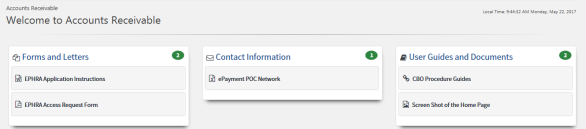 Accounts Receivable
Local Time: 9:44:32 AM Monday, May 22, 2017
Welcome to Accounts Receivable
Forms and Letters 2
Contact Information 1
User Guides and Documents 2
EPHRA Application Instructions
ePayment POC Network
CBO Procedure Guides
EPHRA Access Request Form
Screen Shot of the Home Page